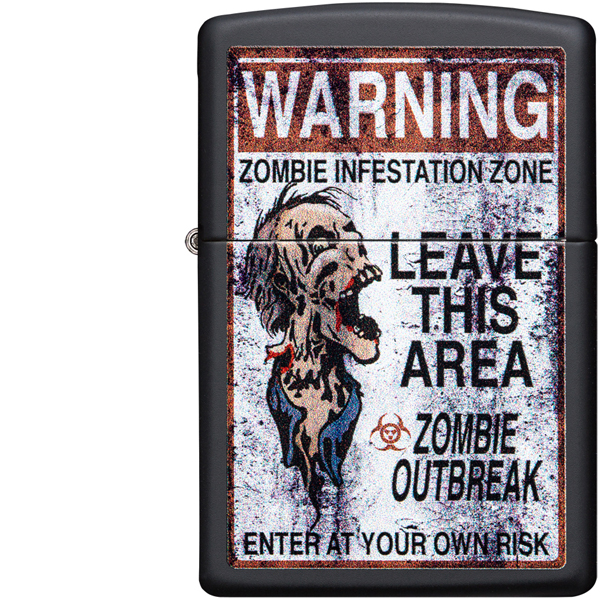 WARNING
ZOMBIE INFESTATION ZONE
LEAVE
THIS
AREA
ZOMBIE
OUTBREAK
ENTER AT YOUR OWN RISK